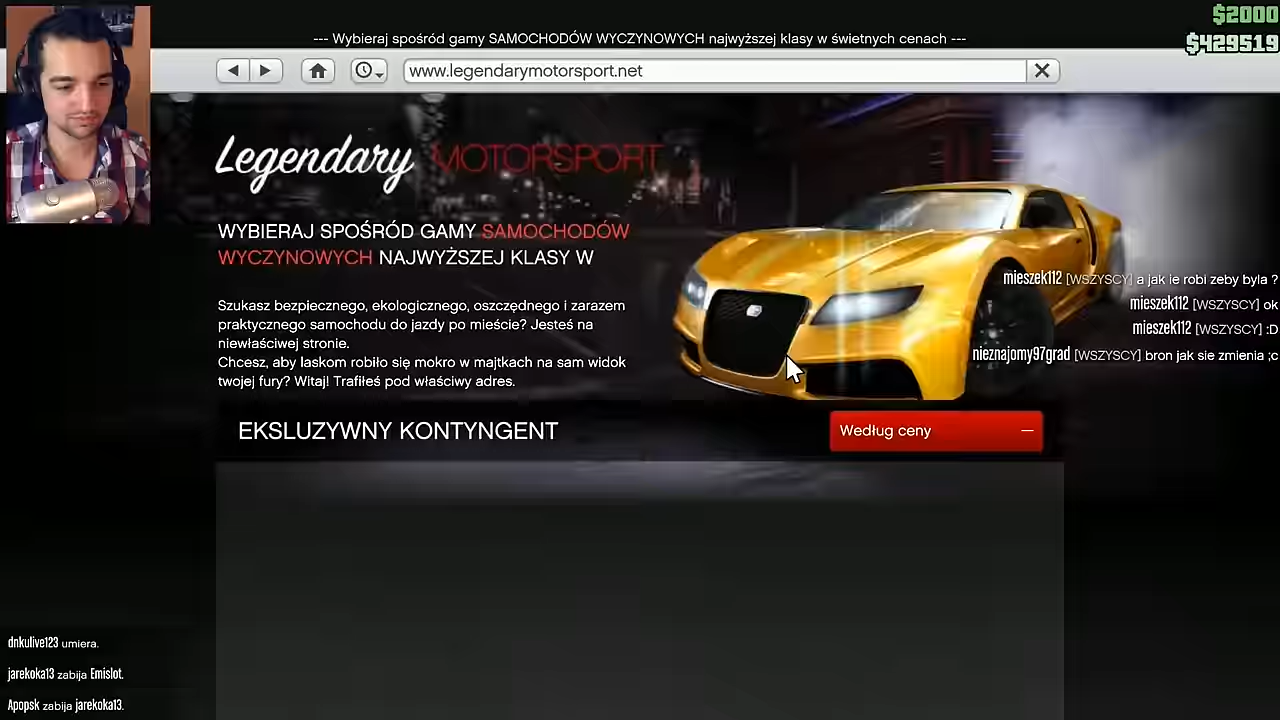 $2000
$429519
--- Wybieraj spośród gamy SAMOCHODÓW WYCZYNOWYCH najwyższej klasy w świetnych cenach ---
www.legendarymotorsport.net
Legendary MOTORSPORT
WYBIERAJ SPOŚRÓD GAMY SAMOCHODÓW
WYCZYNOWYCH NAJWYŻSZEJ KLASY W
Szukasz bezpiecznego, ekologicznego, oszczędnego i zarazem
praktycznego samochodu do jazdy po mieście? Jesteś na
niewłaściwej stronie.
Chcesz, aby laskom robiło się mokro w majtkach na sam widok
twojej fury? Witaj! Trafiłeś pod właściwy adres.
mieszek112 [WSZYSCY] a jak ie robi zeby byla ?
mieszek112 [WSZYSCY] ok
mieszek112 [WSZYSCY] :D
nieznajomy97grad [WSZYSCY] bron jak sie zmienia ;c
EKSLUZYWNY KONTYNGENT
Według ceny
dnkulive123 umiera.
jarekoka13 zabija Emislot.
Apopsk zabija jarekoka13.